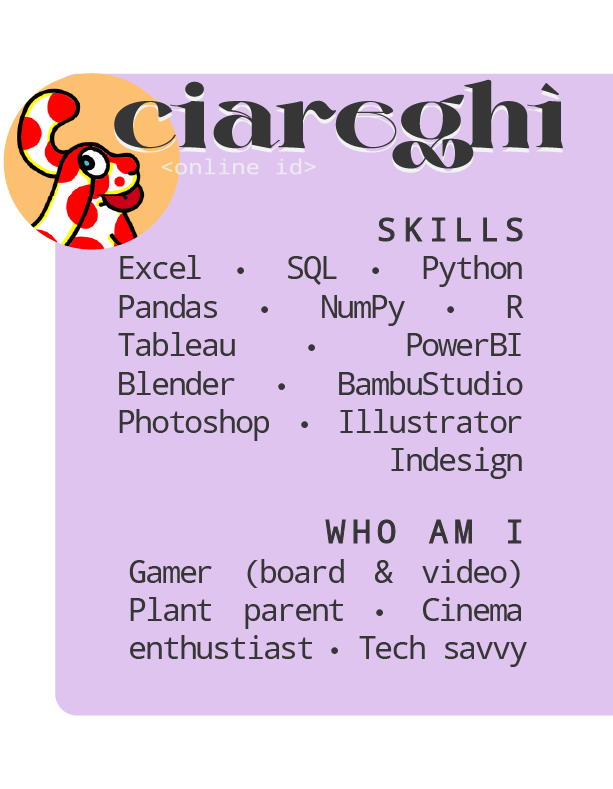 ciareghì
<online id>
SKILLS
Excel • SQL • Python
Pandas • NumPy • R
Tableau • PowerBI
Blender • BambuStudio
Photoshop • Illustrator
Indesign
WHO AM I
Gamer (board & video)
Plant parent • Cinema
enthustiast • Tech savvy